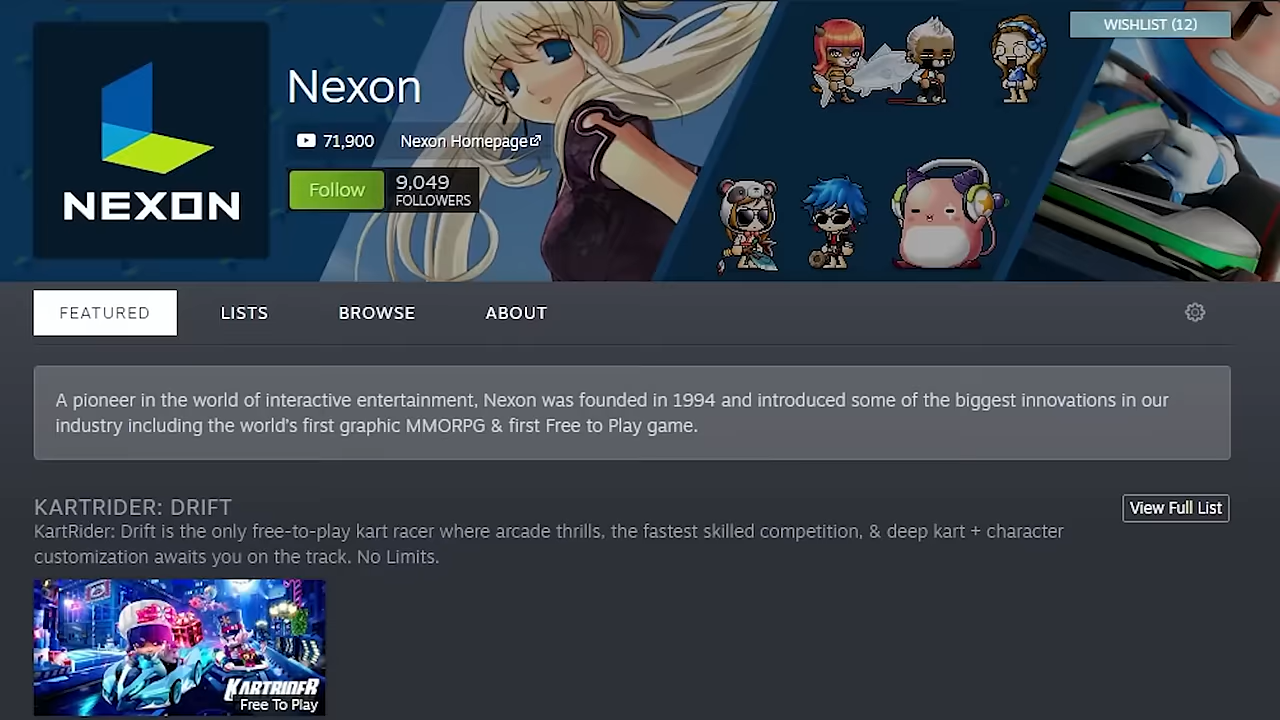 WISHLIST (12)
NEXON
Nexon
71,900
Nexon Homepage
Follow
9,049
FOLLOWERS
FEATURED
LISTS
BROWSE
ABOUT
A pioneer in the world of interactive entertainment, Nexon was founded in 1994 and introduced some of the biggest innovations in our
industry including the world's first graphic MMORPG & first Free to Play game.
KARTRIDER: DRIFT
View Full List
KartRider: Drift is the only free-to-play kart racer where arcade thrills, the fastest skilled competition, & deep kart + character
customization awaits you on the track. No Limits.
KARTRIDER
Free To Play